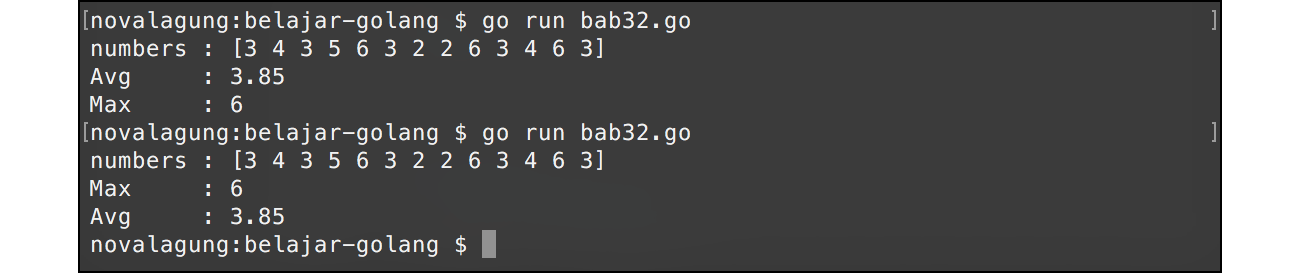 [novalagung:belajar-golang $ go run bab32.go ]
numbers : [3 4 3 5 6 3 2 2 6 3 4 6 3]
Avg     : 3.85
Max     : 6
[novalagung:belajar-golang $ go run bab32.go ]
numbers : [3 4 3 5 6 3 2 2 6 3 4 6 3]
Max     : 6
Avg     : 3.85
novalagung:belajar-golang $